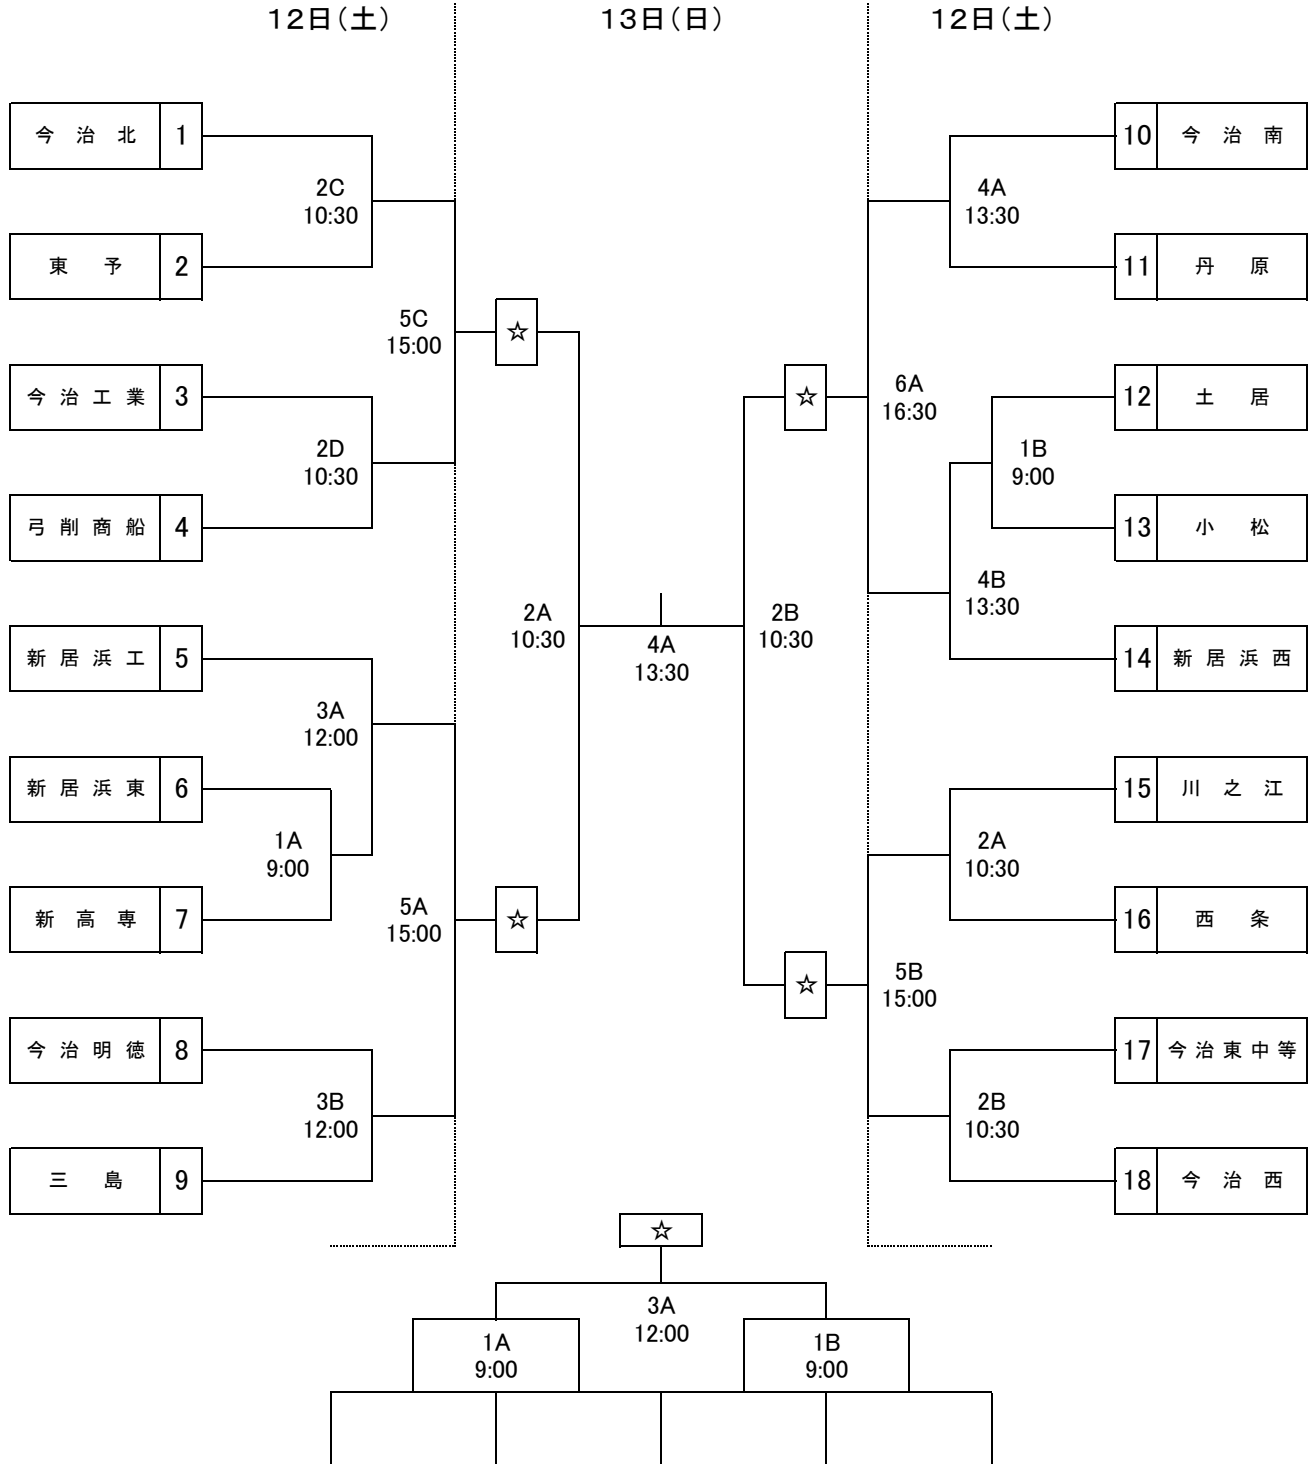 12日(土)
13日(日)
12日(土)
今治北 1
2C
10:30
東予 2
5C
15:00
☆
今治工業 3
2D
10:30
弓削商船 4
新居浜工 5
3A
12:00
新居浜東 6
1A
9:00
新高専 7
5A
15:00
☆
今治明徳 8
3B
12:00
三島 9
2A
10:30
4A
13:30
2B
10:30
10 今治南
4A
13:30
11 丹原
☆
6A
16:30
12 土居
1B
9:00
13 小松
4B
13:30
14 新居浜西
15 川之江
2A
10:30
16 西条
☆
5B
15:00
17 今治東中等
2B
10:30
18 今治西
☆
3A
12:00
1A
9:00
1B
9:00